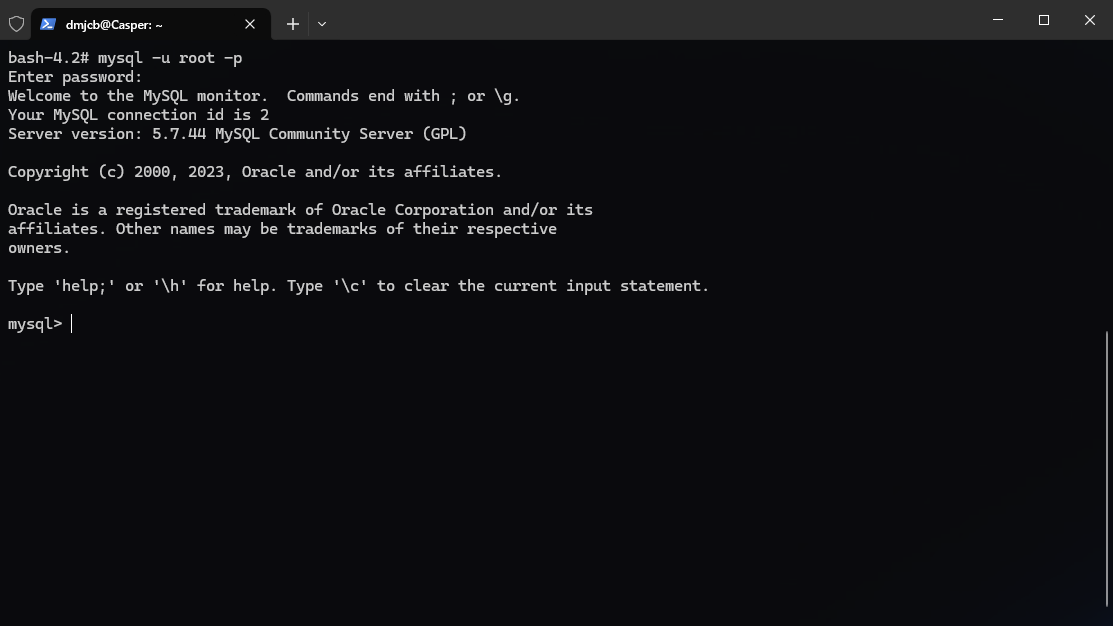 dmjcb@Casper: ~
bash-4.2# mysql -u root -p
Enter password:
Welcome to the MySQL monitor.  Commands end with ; or \g.
Your MySQL connection id is 2
Server version: 5.7.44 MySQL Community Server (GPL)
Copyright (c) 2000, 2023, Oracle and/or its affiliates.
Oracle is a registered trademark of Oracle Corporation and/or its
affiliates. Other names may be trademarks of their respective
owners.
Type 'help;' or '\h' for help. Type '\c' to clear the current input statement.
mysql>